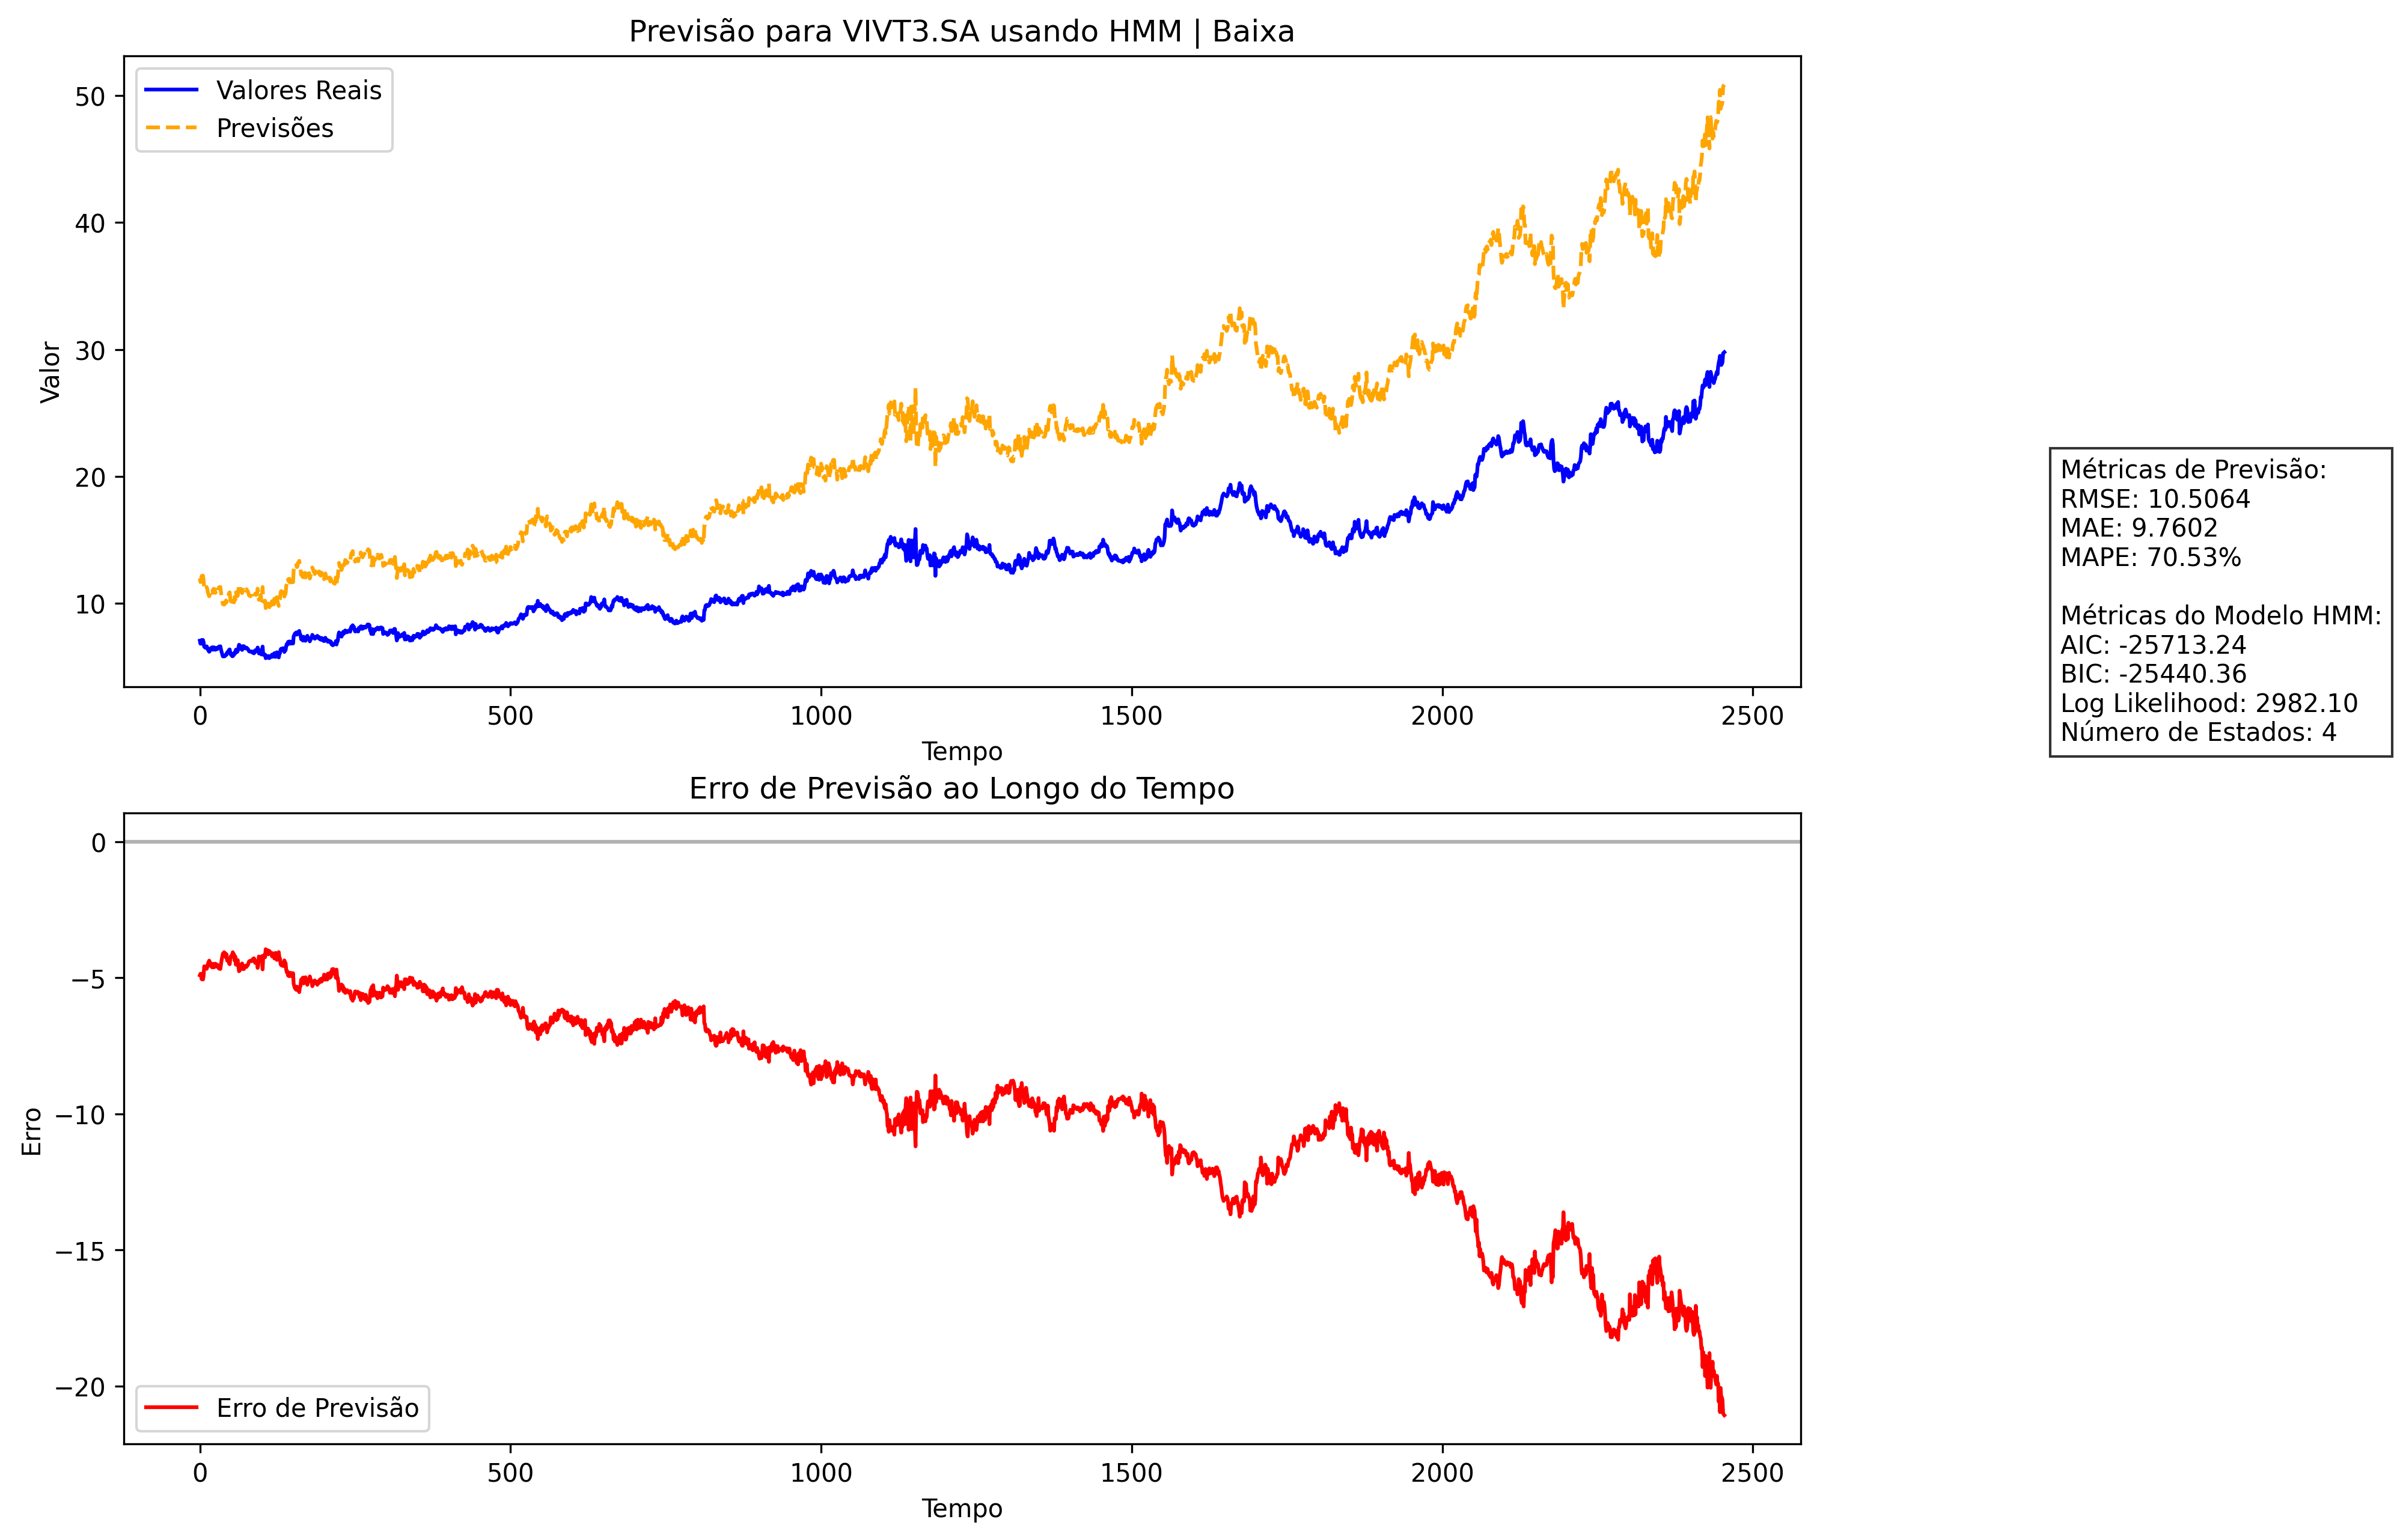 Previsão para VIVT3.SA usando HMM | Baixa
Valores Reais
Previsões
50
40
30
20
10
Valor
0
500
1000
1500
2000
2500
Tempo
Métricas de Previsão:
RMSE: 10.5064
MAE: 9.7602
MAPE: 70.53%
Métricas do Modelo HMM:
AIC: -25713.24
BIC: -25440.36
Log Likelihood: 2982.10
Número de Estados: 4
Erro de Previsão ao Longo do Tempo
0
−5
−10
−15
−20
Erro
Erro de Previsão
0
500
1000
1500
2000
2500
Tempo